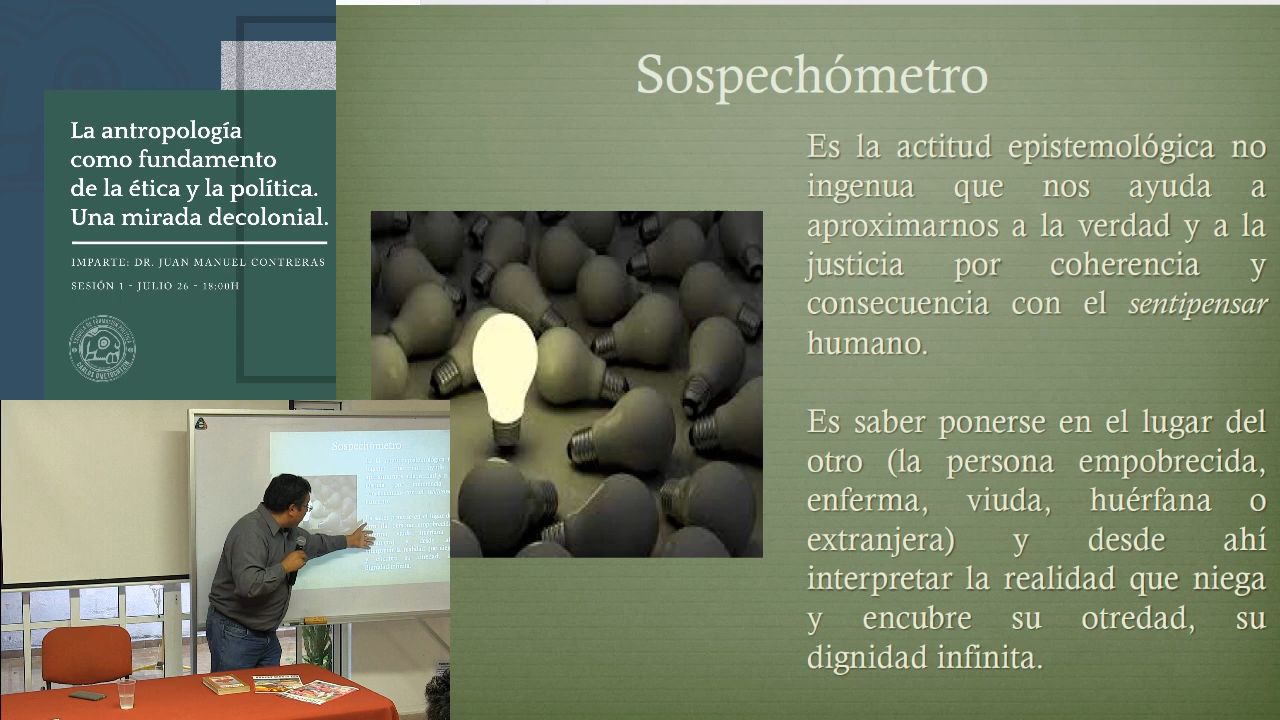 La antropología
como fundamento
de la ética y la política.
Una mirada decolonial.
IMPARTE: DR. JUAN MANUEL CONTRERAS
SESIÓN 1 - JULIO 26 - 18:00H
Sospechómetro
Es la actitud epistemológica no
ingenua que nos ayuda a
aproximarnos a la verdad y a la
justicia por coherencia y
consecuencia con el sentipensar
humano.
Es saber ponerse en el lugar del
otro (la persona empobrecida,
enferma, viuda, huérfana o
extranjera) y desde ahí
interpretar la realidad que niega
y encubre su otredad, su
dignidad infinita.
Sospechómetro